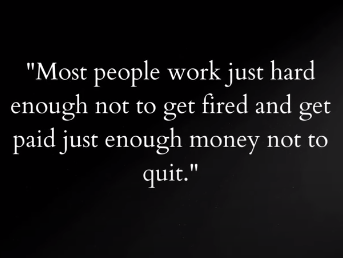 "Most people work just hard
enough not to get fired and get
paid just enough money not to
quit."